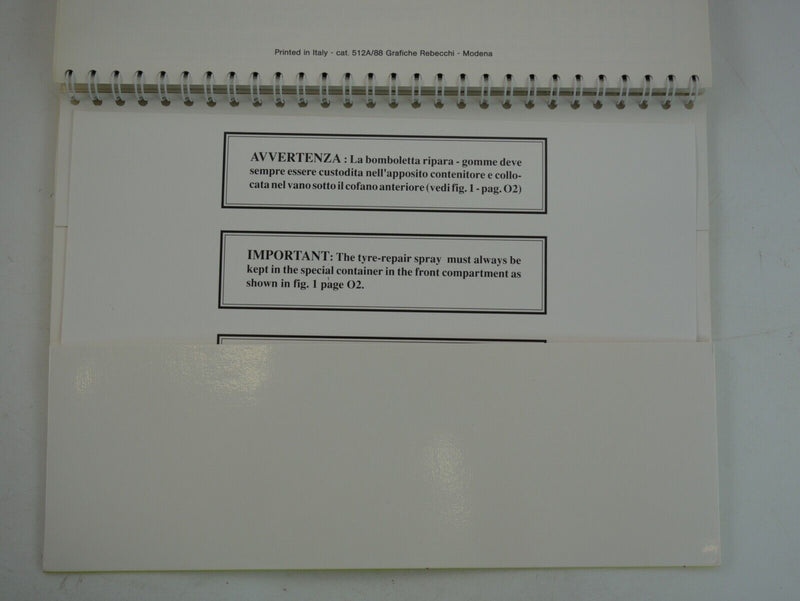 Printed in Italy - cat. 512A/88 Grafiche Rebecchi - Modena
AVVERTENZA : La bomboletta ripara - gomme deve
sempre essere custodita nell'apposito contenitore e collo-
cata nel vano sotto il cofano anteriore (vedi fig. 1 - pag. O2)
IMPORTANT: The tyre-repair spray must always be
kept in the special container in the front compartment as
shown in fig. 1 page O2.